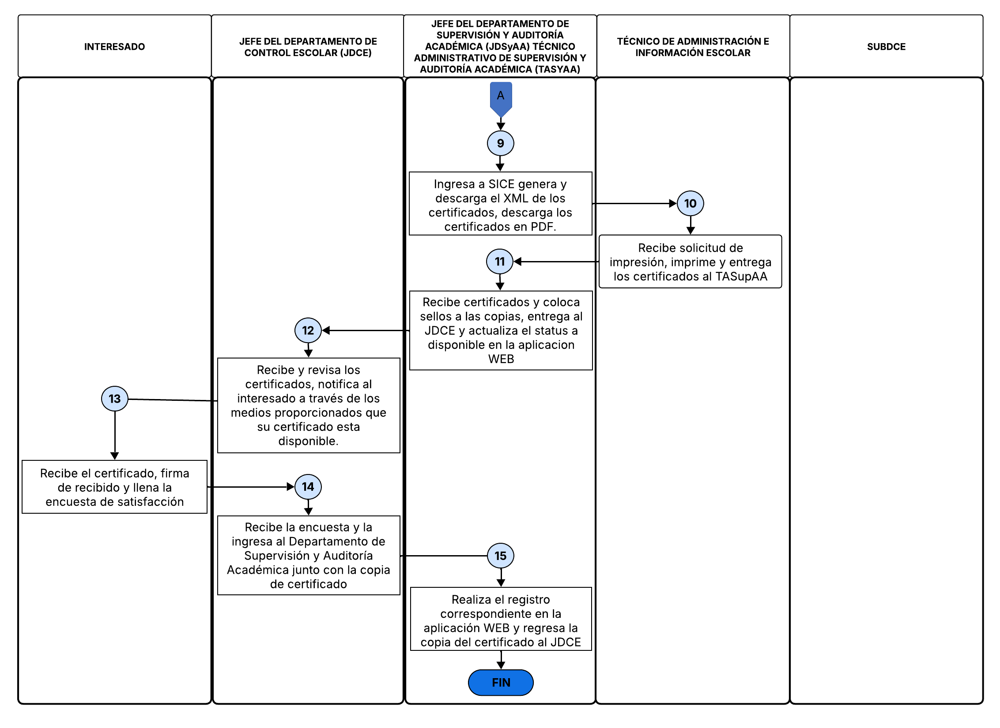 INTERESADO
JEFE DEL DEPARTAMENTO DE
CONTROL ESCOLAR (JDCE)
JEFE DEL DEPARTAMENTO DE
SUPERVISIÓN Y AUDITORÍA
ACADÉMICA (JDSyAA) TÉCNICO
ADMINISTRATIVO DE SUPERVISIÓN Y
AUDITORÍA ACADÉMICA (TASYAA)
TÉCNICO DE ADMINISTRACIÓN E
INFORMACIÓN ESCOLAR
SUBDCE
A
9
Ingresa a SICE genera y
descarga el XML de los
certificados, descarga los
certificados en PDF.
10
Recibe solicitud de
impresión, imprime y entrega
los certificados al TASupAA
11
Recibe certificados y coloca
sellos a las copias, entrega al
JDCE y actualiza el status a
disponible en la aplicacion
WEB
12
Recibe y revisa los
certificados, notifica al
interesado a través de los
medios proporcionados que
su certificado esta
disponible.
13
Recibe el certificado, firma
de recibido y llena la
encuesta de satisfacción
14
Recibe la encuesta y la
ingresa al Departamento de
Supervisión y Auditoría
Académica junto con la copia
de certificado
15
Realiza el registro
correspondiente en la
aplicación WEB y regresa la
copia del certificado al JDCE
FIN